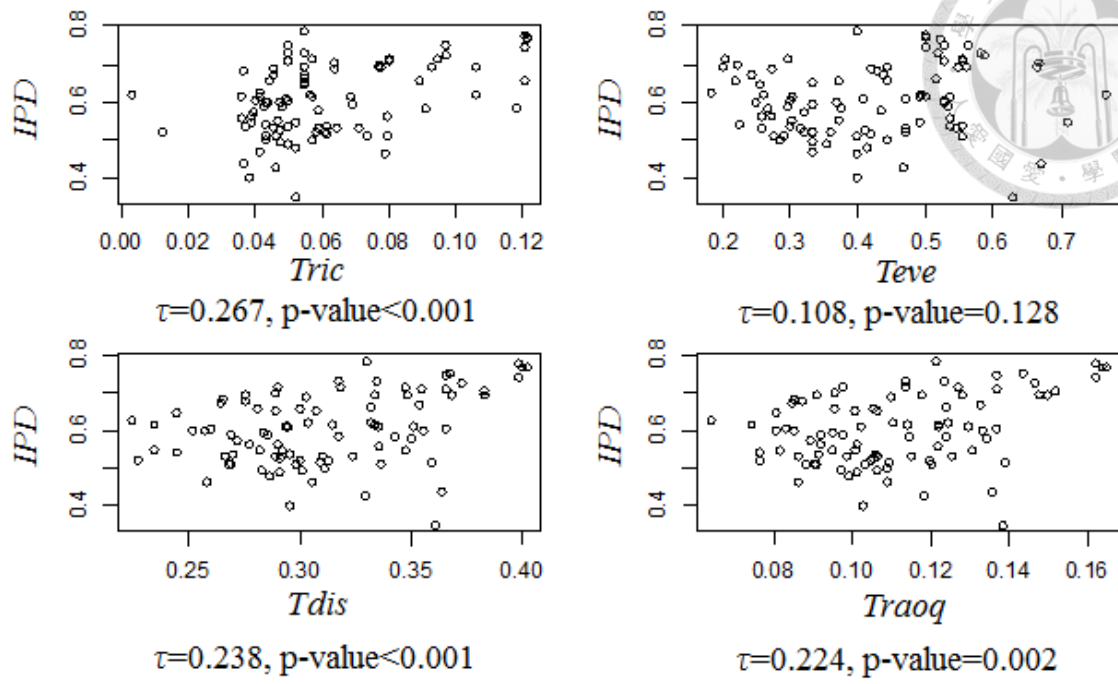 0.8
0.6
0.4
IPD
0.00 0.02 0.04 0.06 0.08 0.10 0.12
Tric
τ=0.267, p-value<0.001
0.8
0.6
0.4
IPD
0.2 0.3 0.4 0.5 0.6 0.7
Teve
τ=0.108, p-value=0.128
學
國愛·學
0.8
0.6
0.4
IPD
0.25 0.30 0.35 0.40
Tdis
τ=0.238, p-value<0.001
0.8
0.6
0.4
IPD
0.08 0.10 0.12 0.14 0.16
Traoq
τ=0.224, p-value=0.002